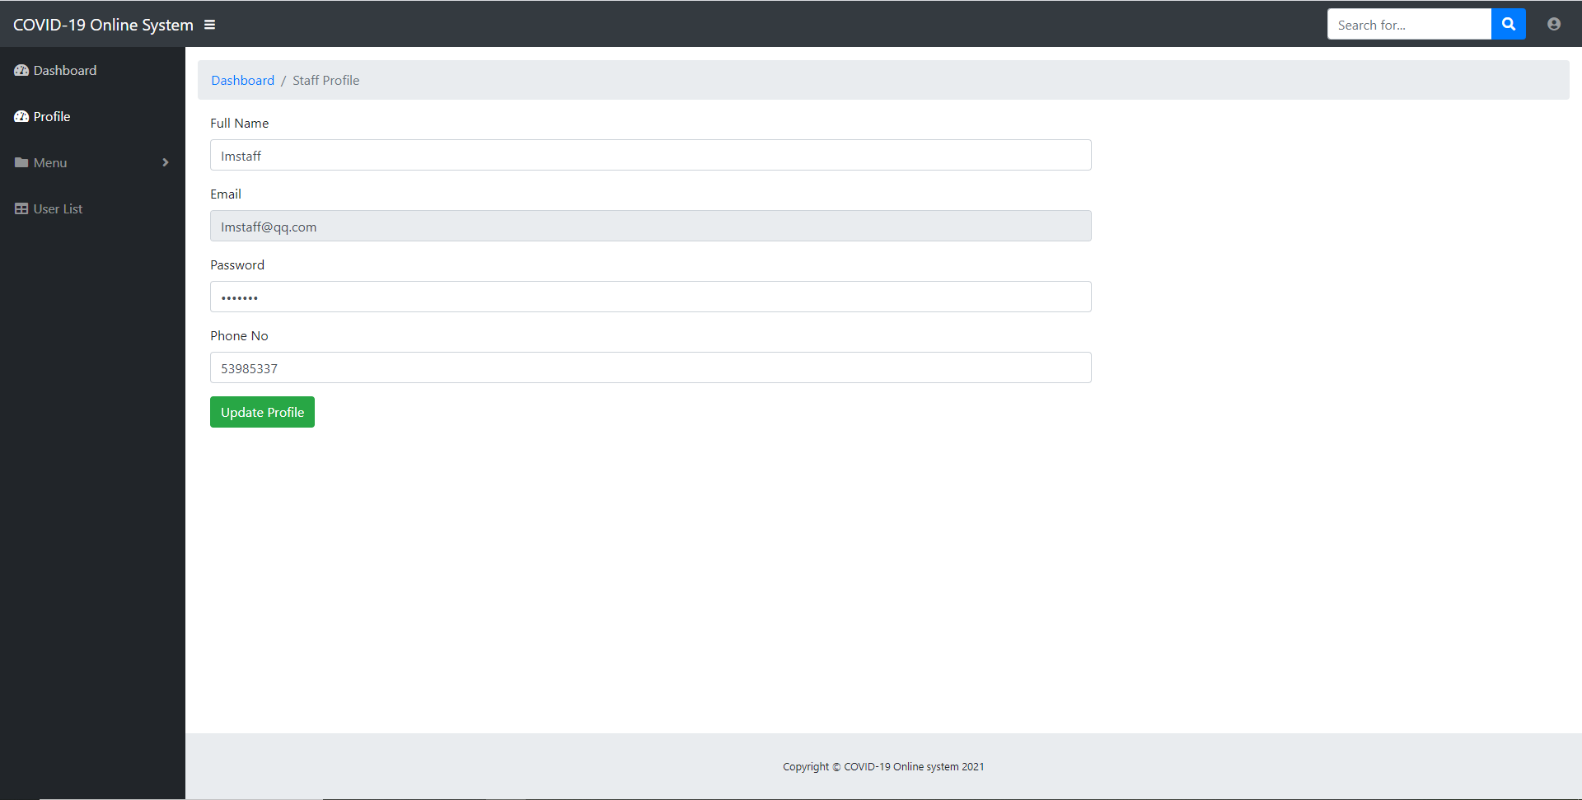 COVID-19 Online System
Search for...
Dashboard
Profile
Menu
User List
Dashboard / Staff Profile
Full Name
Imstaff
Email
Imstaff@qq.com
Password
•••••••
Phone No
53985337
Update Profile
Copyright © COVID-19 Online system 2021